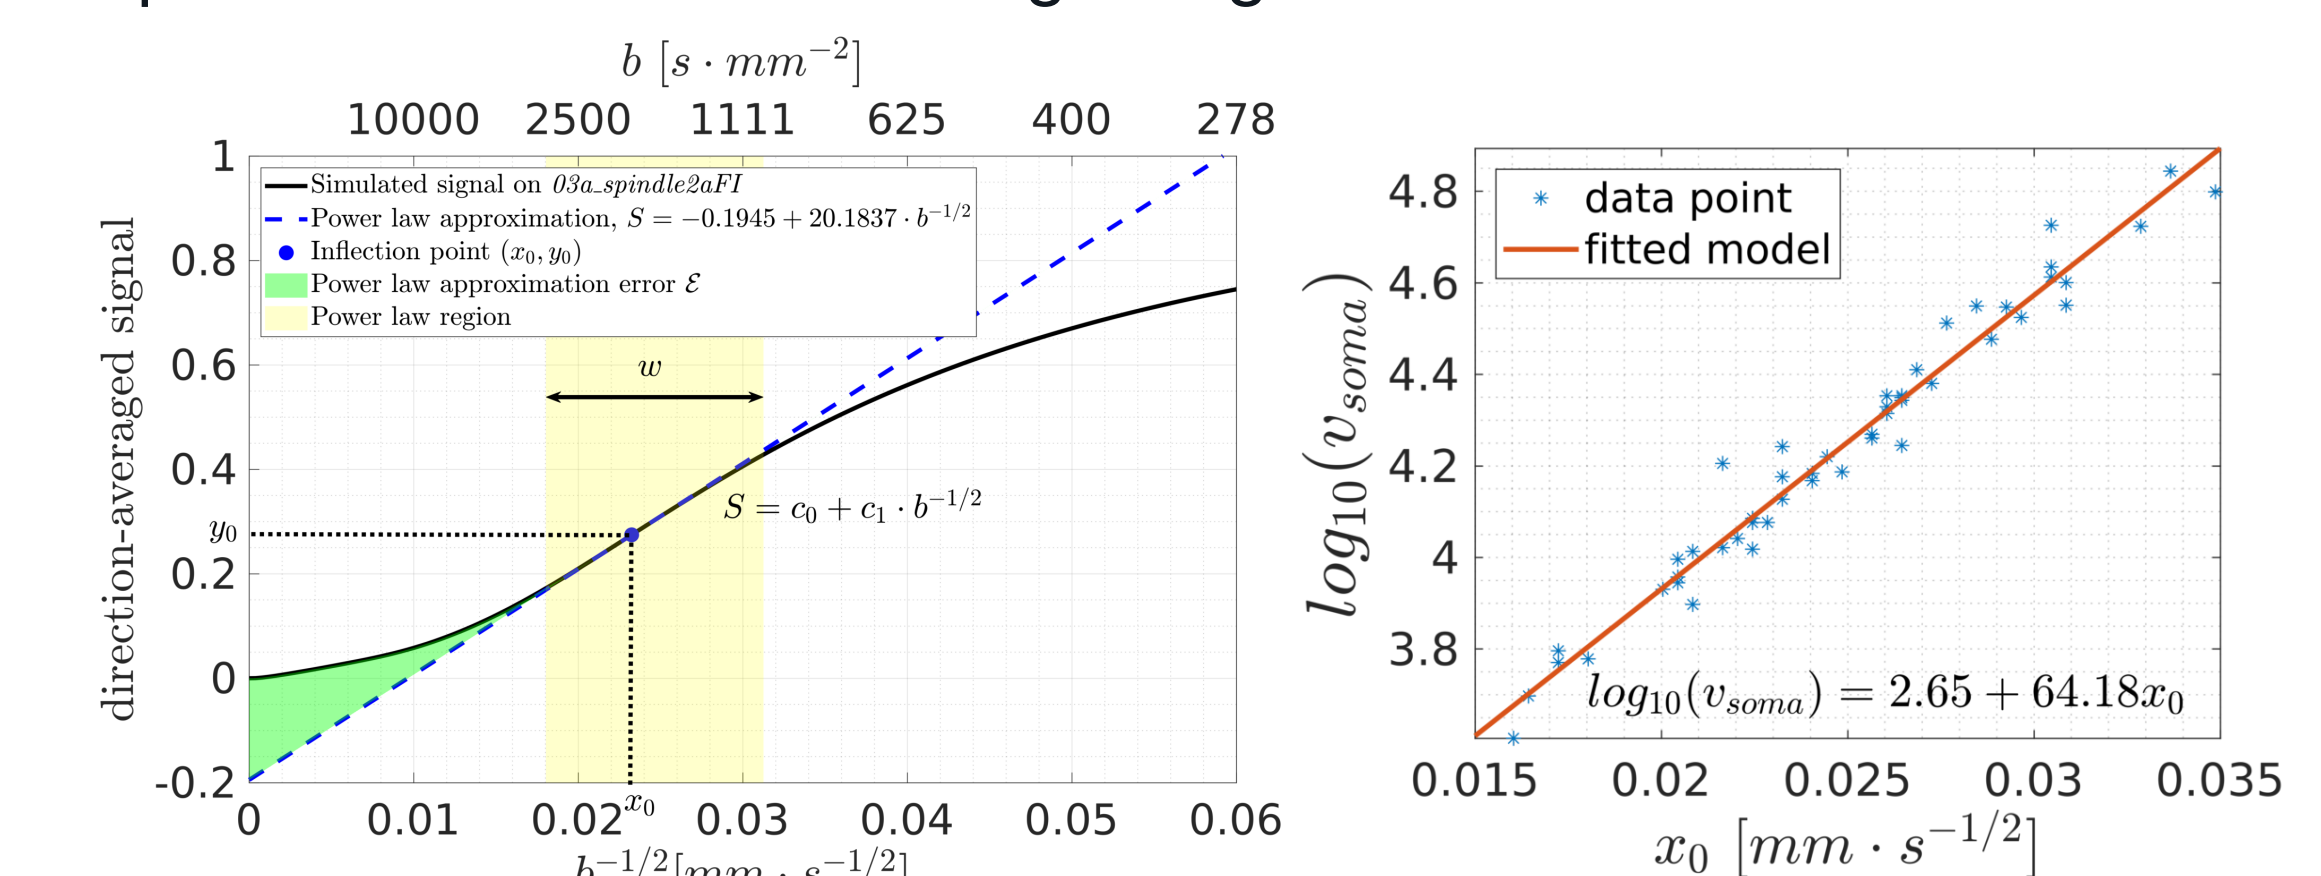 b [s · mm⁻²]
10000 2500 1111 625 400 278
1
0.8
0.6
0.4
0.2
0
-0.2
direction-averaged signal
Simulated signal on 03a_spindle2aFI
Power law approximation, S = −0.1945 + 20.1837 · b⁻¹/²
Inflection point (x₀, y₀)
Power law approximation error ℰ
Power law region
w
S = c₀ + c₁ · b⁻¹/²
y₀
x₀
0 0.01 0.02 0.03 0.04 0.05 0.06
b⁻¹/²[mm · s⁻¹/²]
4.8
4.6
4.4
4.2
4
3.8
log₁₀(vₛₒₘₐ)
data point
fitted model
log₁₀(vₛₒₘₐ) = 2.65 + 64.18x₀
0.015 0.02 0.025 0.03 0.035
x₀ [mm · s⁻¹/²]